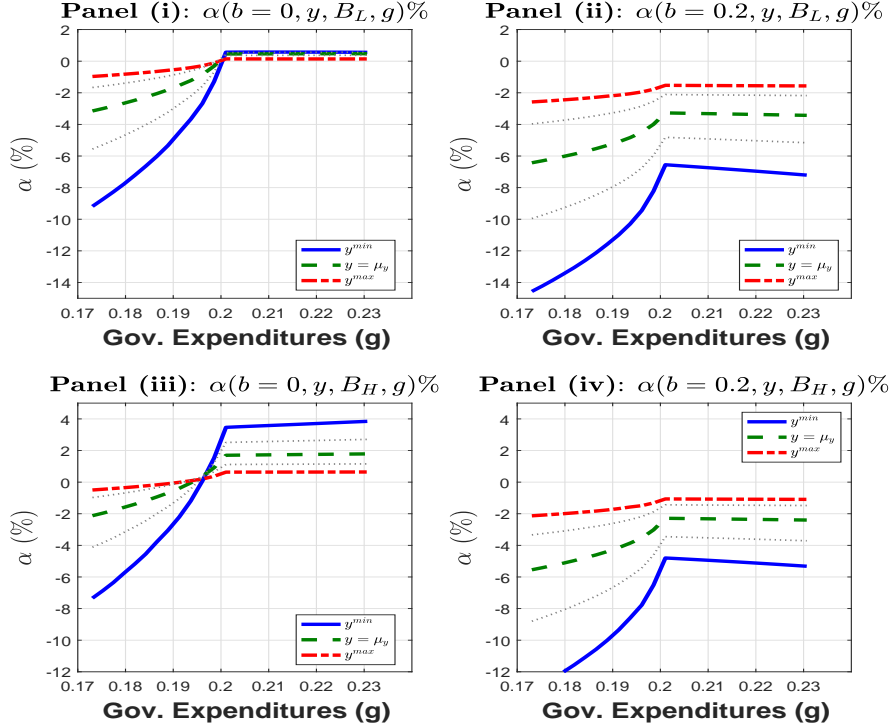 Panel (i): α(b = 0, y, B_L, g)%
2
0
-2
-4
-6
-8
-10
-12
-14
α (%)
y^{min}
y = μ_y
y^{max}
0.17 0.18 0.19 0.2 0.21 0.22 0.23
Gov. Expenditures (g)
Panel (ii): α(b = 0.2, y, B_L, g)%
2
0
-2
-4
-6
-8
-10
-12
-14
α (%)
y^{min}
y = μ_y
y^{max}
0.17 0.18 0.19 0.2 0.21 0.22 0.23
Gov. Expenditures (g)
Panel (iii): α(b = 0, y, B_H, g)%
4
2
0
-2
-4
-6
-8
-10
-12
α (%)
y^{min}
y = μ_y
y^{max}
0.17 0.18 0.19 0.2 0.21 0.22 0.23
Gov. Expenditures (g)
Panel (iv): α(b = 0.2, y, B_H, g)%
4
2
0
-2
-4
-6
-8
-10
-12
α (%)
y^{min}
y = μ_y
y^{max}
0.17 0.18 0.19 0.2 0.21 0.22 0.23
Gov. Expenditures (g)